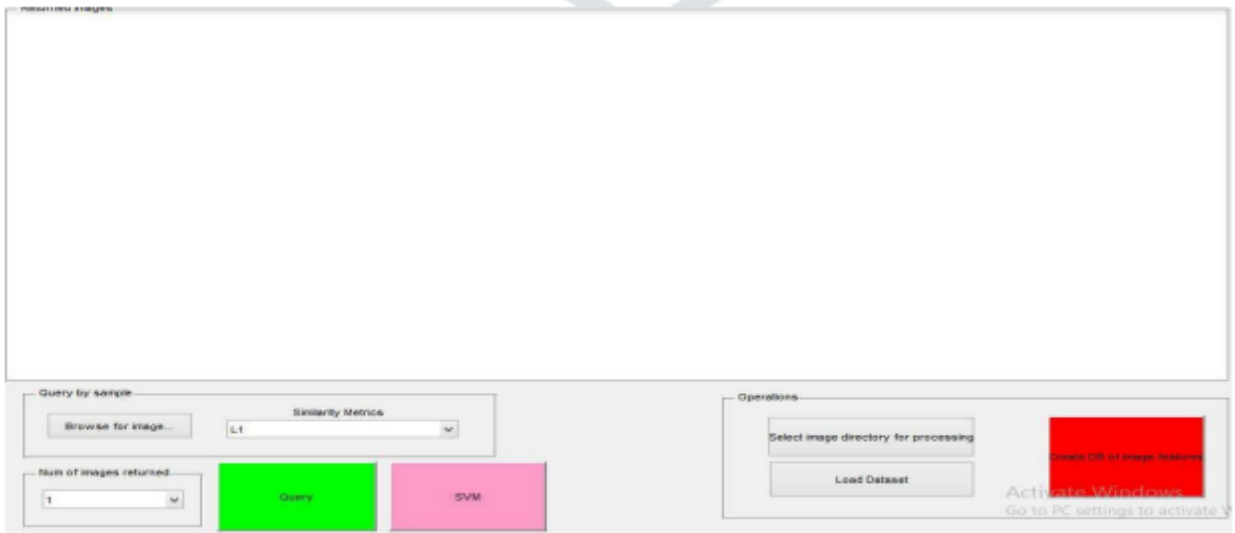 Returned Images
Query by sample
Browse for image...
Similarity Metrics
L1
Num of images returned
1
Query
SVM
Operations
Select image directory for processing
Load Dataset
Create DB of image features
Activate Windows
Go to PC settings to activate W